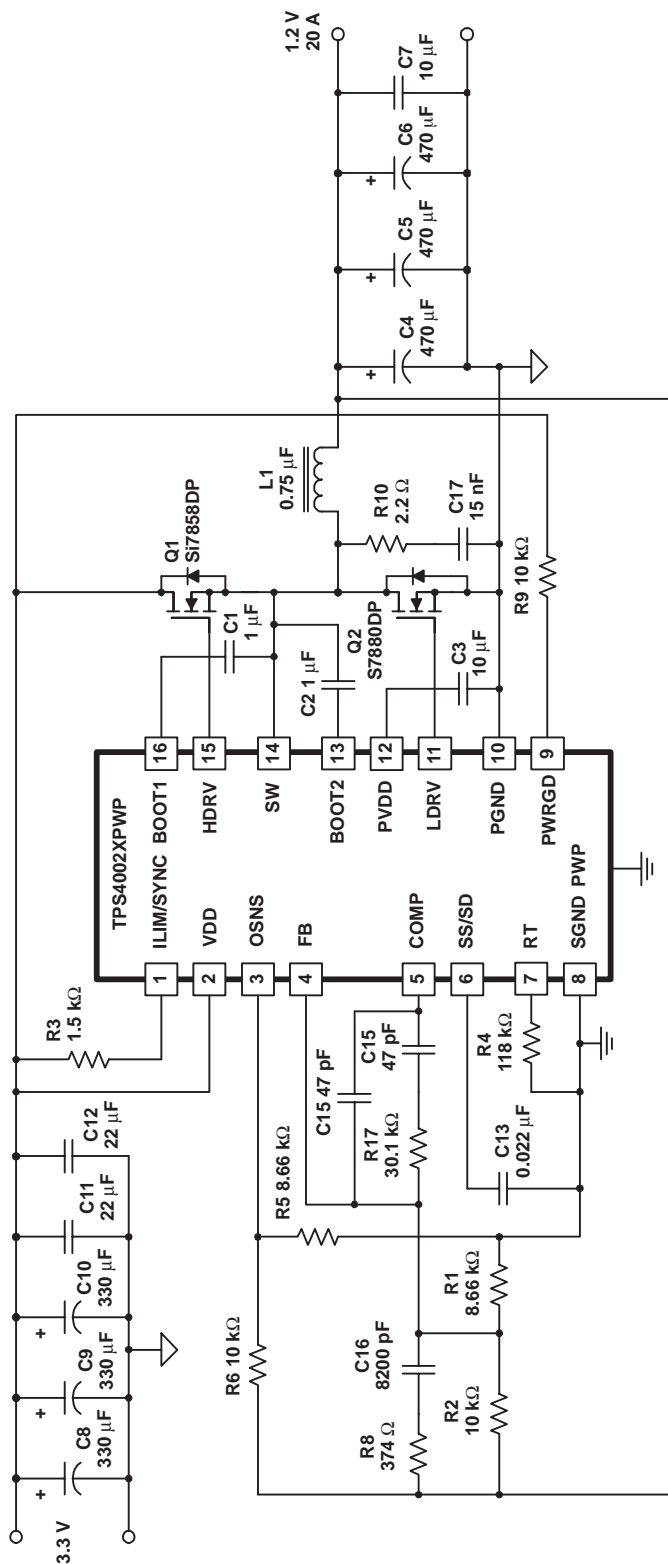 3.3 V
C8
330 µF
+
C9
330 µF
+
C10
330 µF
+
C11
22 µF
C12
22 µF
R3
1.5 kΩ
TPS4002XPWP
1
ILIM/SYNC
BOOT1
16
2
VDD
HDRV
15
3
OSNS
SW
14
4
FB
BOOT2
13
PVDD
12
5
COMP
LDRV
11
6
SS/SD
7
RT
PGND
10
8
SGND
PWP
PWRGD
9
R6 10 kΩ
R5 8.66 kΩ
C15 47 pF
C15
47 pF
R17
30.1 kΩ
R8
374 Ω
C16
8200 pF
R2
10 kΩ
R1
8.66 kΩ
C13
0.022 µF
R4
118 kΩ
Q1
Si7858DP
C1
1 µF
C2 1 µF
Q2
S7880DP
C3
10 µF
L1
0.75 µF
R10
2.2 Ω
C17
15 nF
R9 10 kΩ
+
C4
470 µF
+
C5
470 µF
+
C6
470 µF
C7
10 µF
1.2 V
20 A